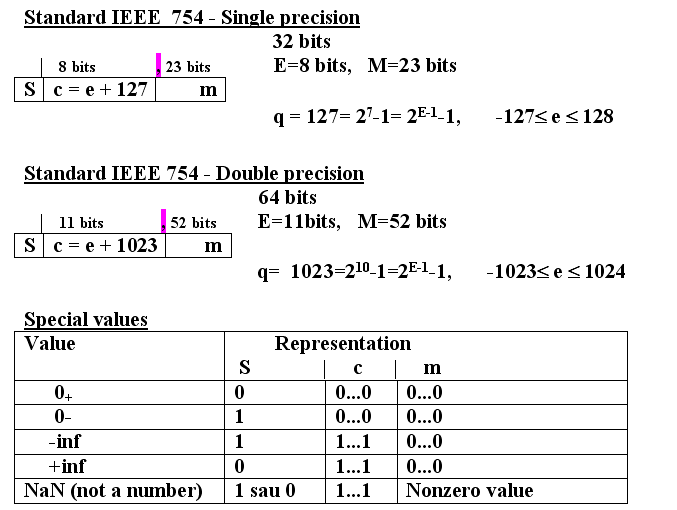 Standard IEEE  754 - Single precision
32 bits
8 bits , 23 bits E=8 bits,   M=23 bits
S c = e + 127 m
q = 127= 2⁷-1= 2ᴱ⁻¹-1,      -127≤ e ≤ 128
Standard IEEE 754 - Double precision
64 bits
11 bits , 52 bits E=11bits,   M=52 bits
S c = e + 1023 m
q=  1023=2¹⁰-1=2ᴱ⁻¹-1,      -1023≤ e ≤ 1024
Special values
Value Representation
S c m
0₊ 0 0...0 0...0
0- 1 0...0 0...0
-inf 1 1...1 0...0
+inf 0 1...1 0...0
NaN (not a number) 1 sau 0 1...1 Nonzero value